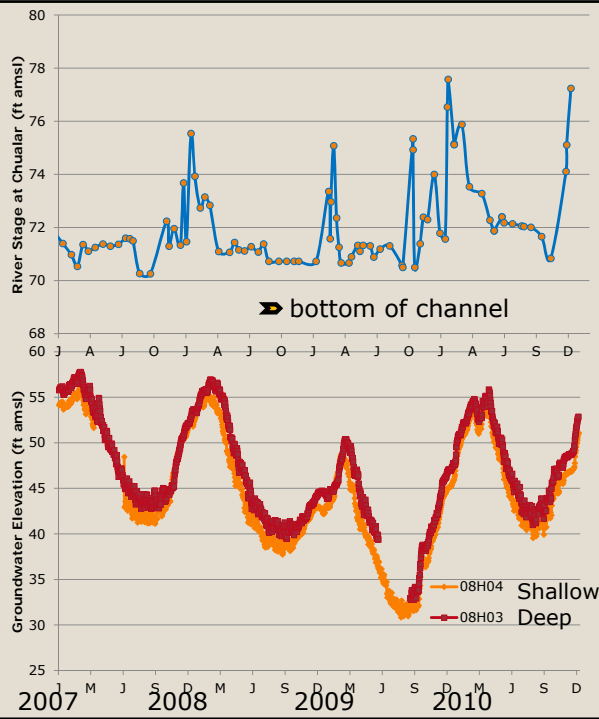 80
78
76
74
72
70
68
River Stage at Chualar (ft amsl)
bottom of channel
J A J O J A J O J A J O J A J S D
60
55
50
45
40
35
30
25
Groundwater Elevation (ft amsl)
08H04 Shallow
08H03 Deep
J M J S D M J S D M J S D M J S D
2007 2008 2009 2010